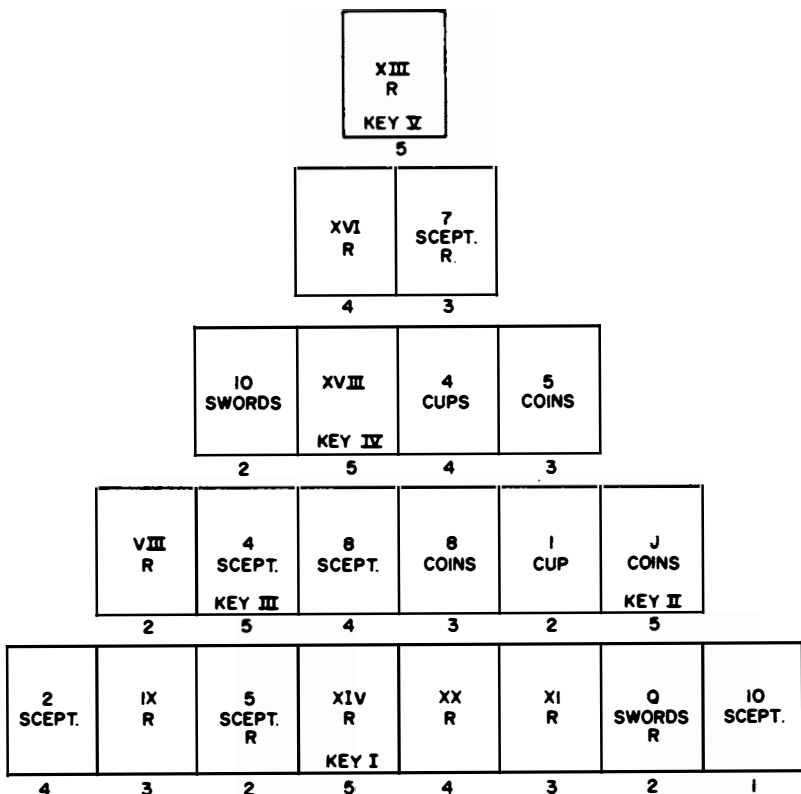 XIII
R
KEY V
5
XVI
R
7
SCEPT.
R.
4 3
10
SWORDS
XVIII
KEY IV
4
CUPS
5
COINS
2 5 4 3
VIII
R
4
SCEPT.
KEY III
8
SCEPT.
8
COINS
1
CUP
J
COINS
KEY II
2 5 4 3 2 5
2
SCEPT.
IX
R
5
SCEPT.
R
XIV
R
KEY I
XX
R
XI
R
Q
SWORDS
R
10
SCEPT.
4 3 2 5 4 3 2 1